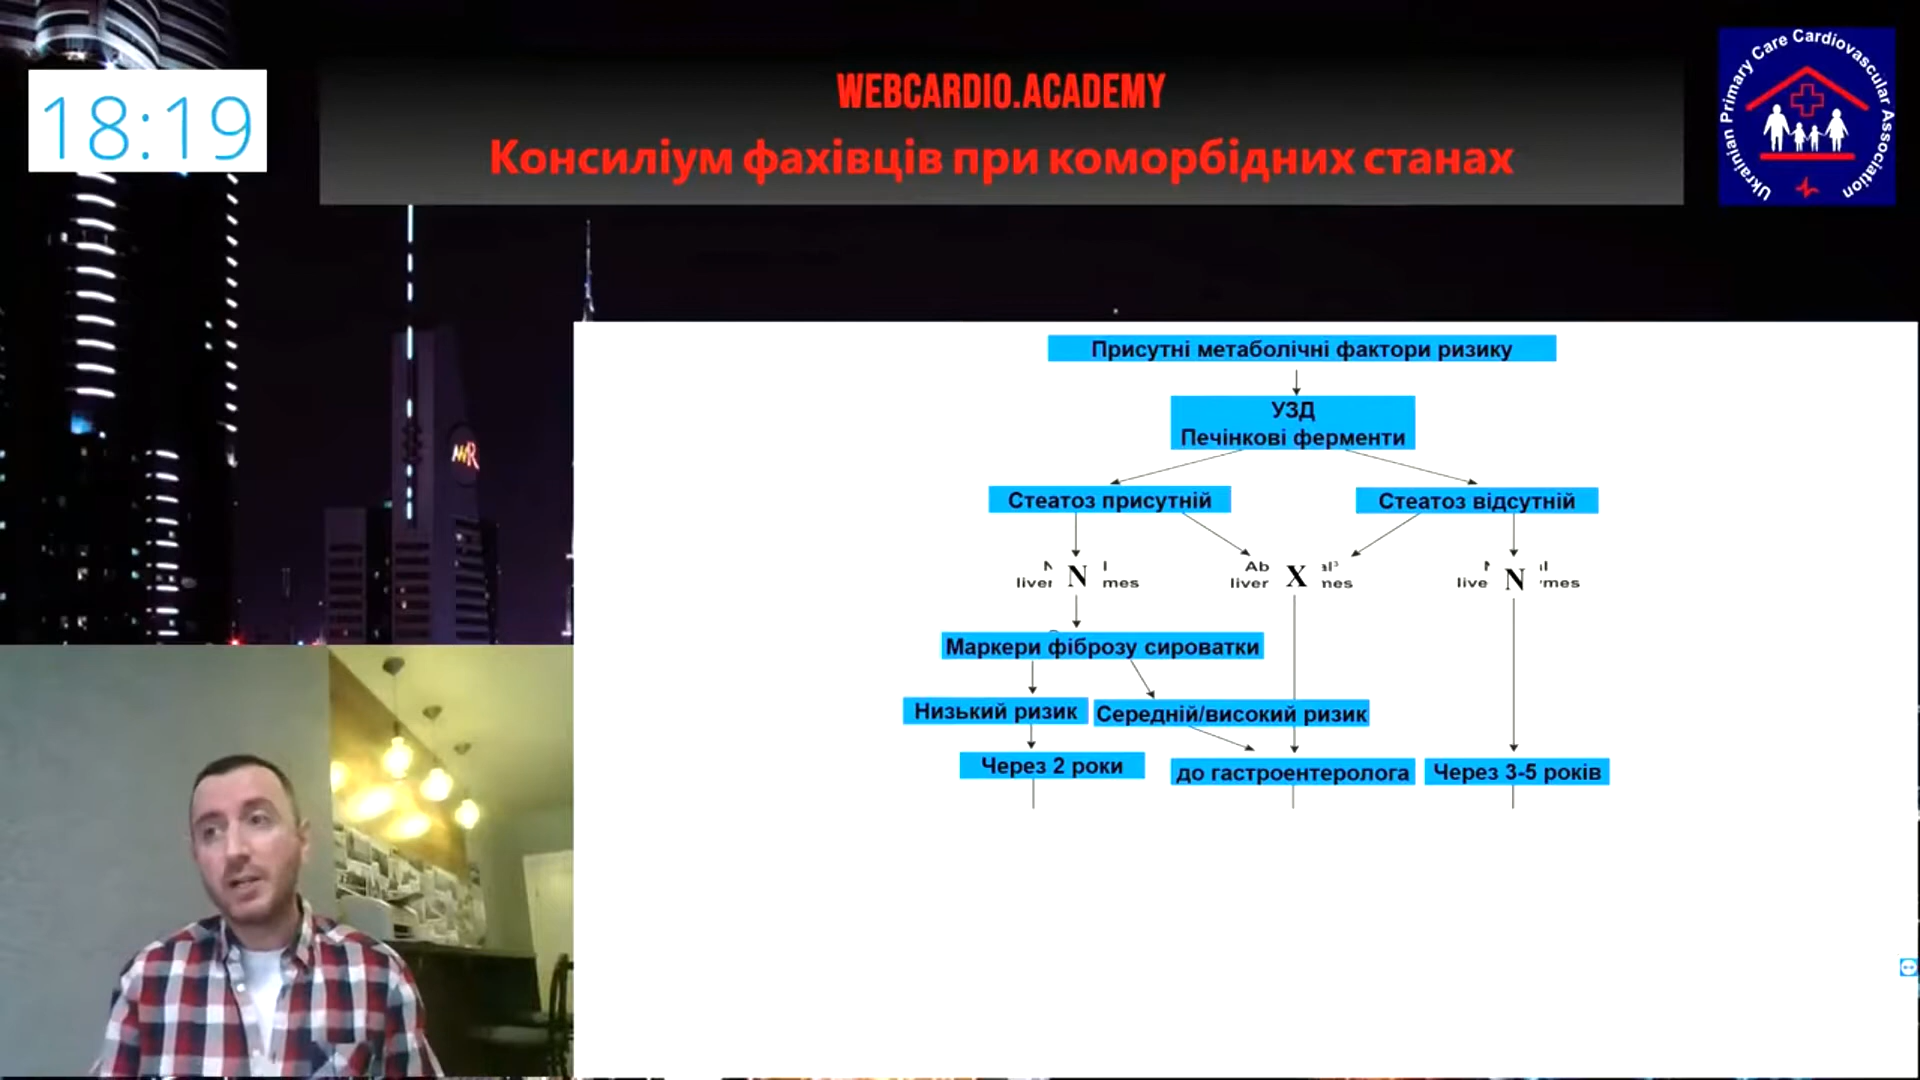 18:19
WEBCARDIO.ACADEMY
Консиліум фахівців при коморбідних станах
Ukrainian Primary Care Cardiovascular Association
AWR
Присутні метаболічні фактори ризику
УЗД
Печінкові ферменти
Стеатоз присутній
Стеатоз відсутній
N
X
N
Маркери фіброзу сироватки
Низький ризик
Середній/високий ризик
Через 2 роки
до гастроентеролога
Через 3-5 років